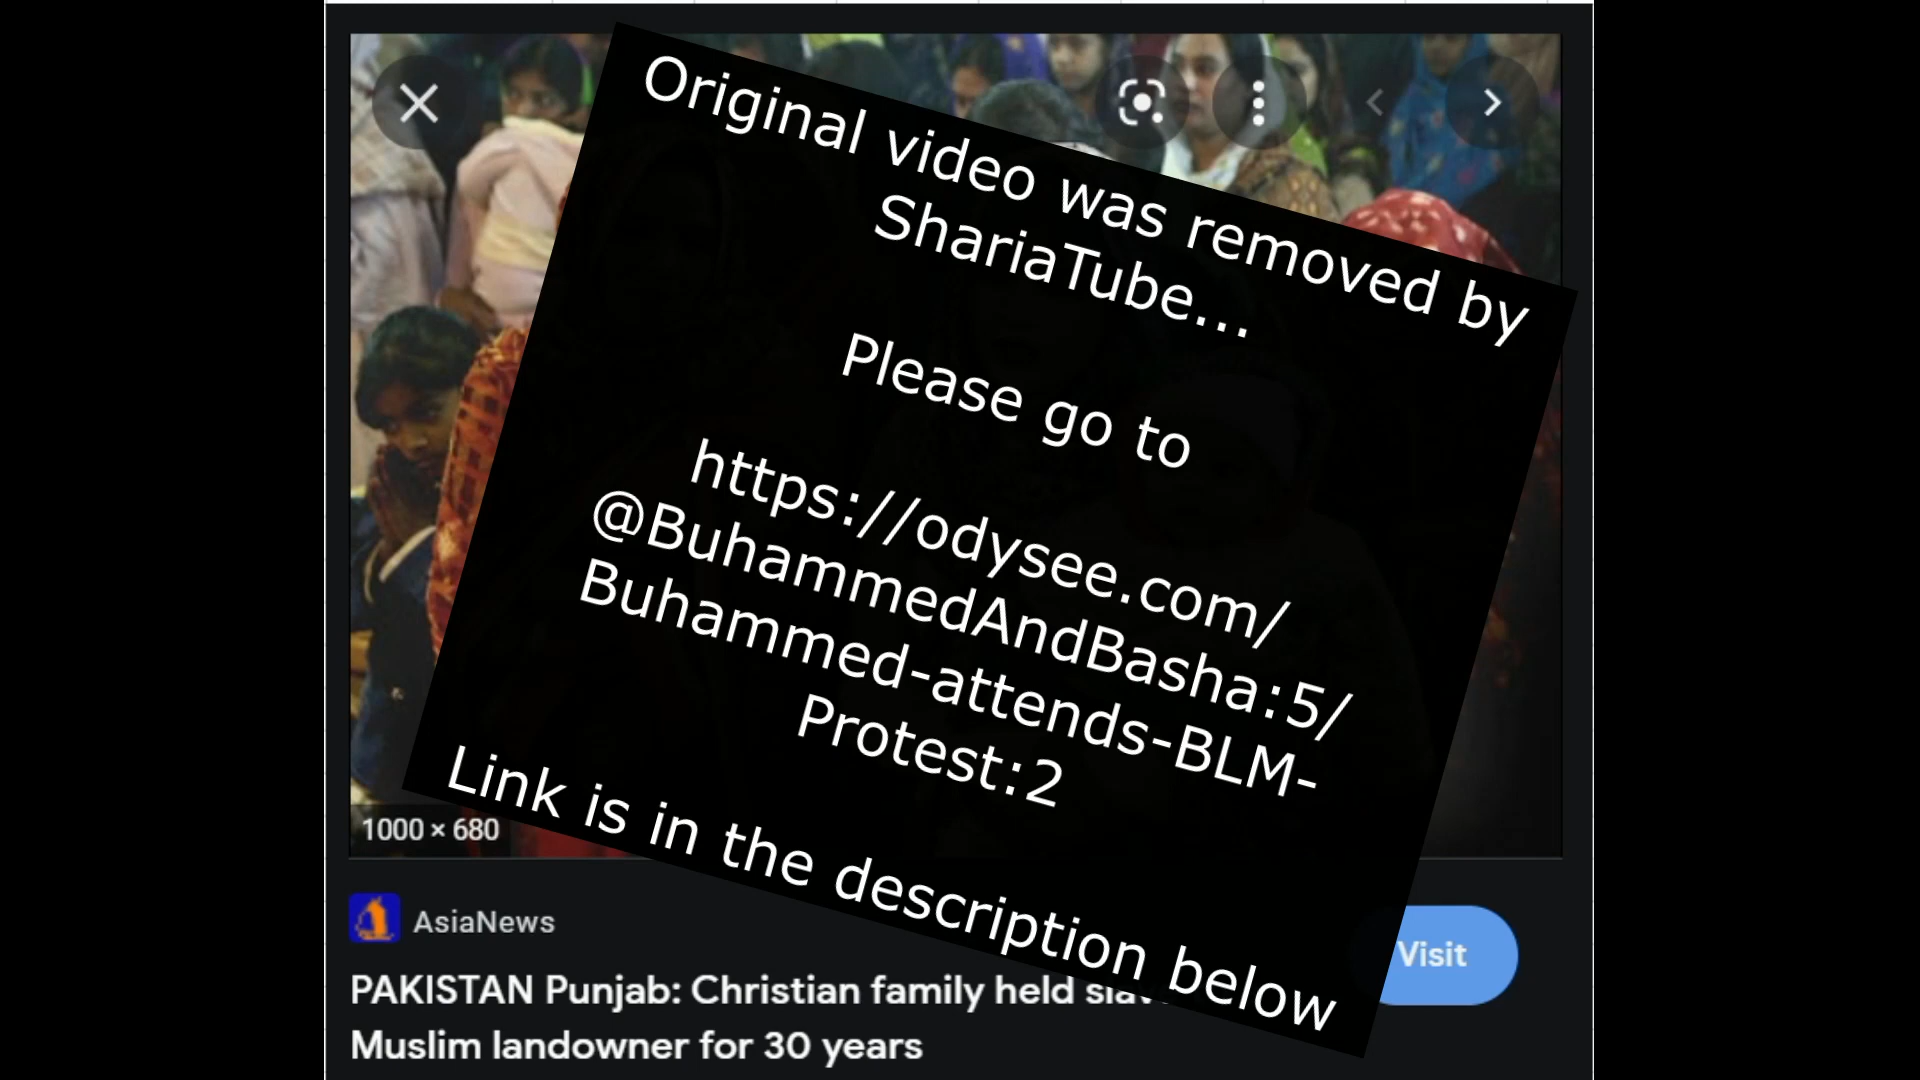 Original video was removed by
ShariaTube...
Please go to
https://odysee.com/
@BuhammedAndBasha:5/
Buhammed-attends-BLM-
Protest:2
Link is in the description below
1000 × 680
AsiaNews
Visit
PAKISTAN Punjab: Christian family held
Muslim landowner for 30 years